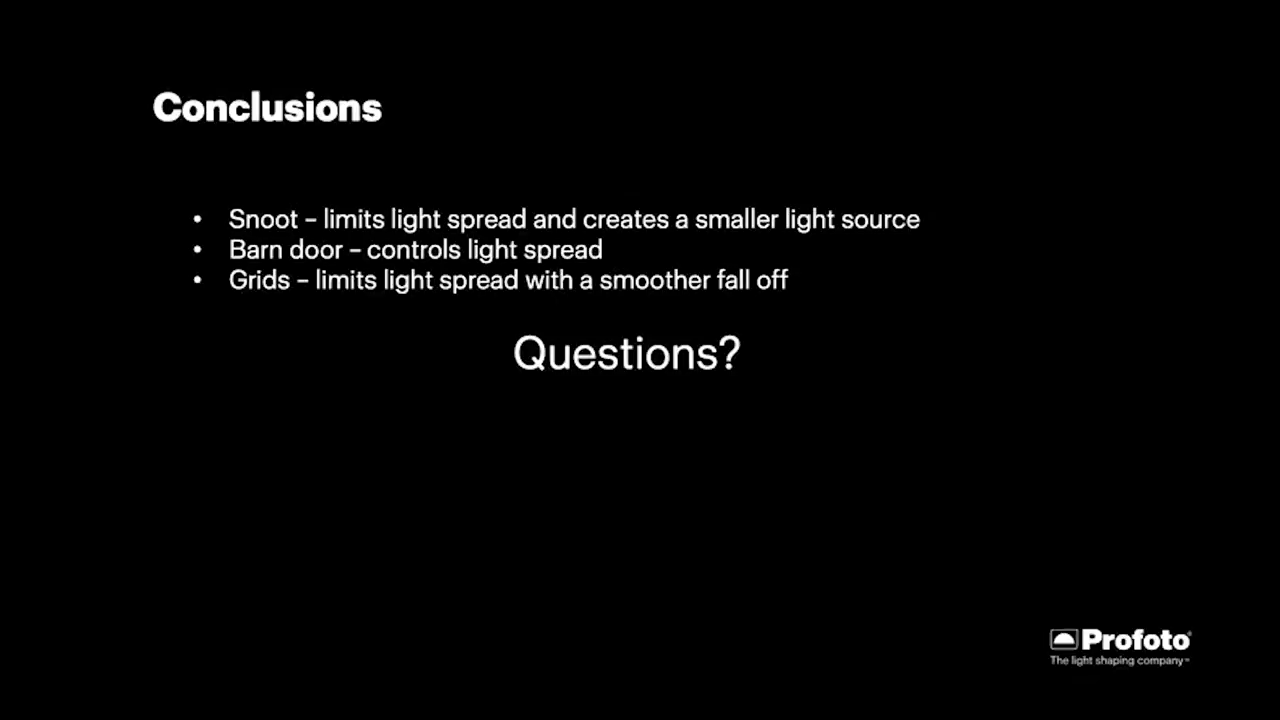 Conclusions
• Snoot – limits light spread and creates a smaller light source
• Barn door – controls light spread
• Grids – limits light spread with a smoother fall off
Questions?
Profoto®
The light shaping company™